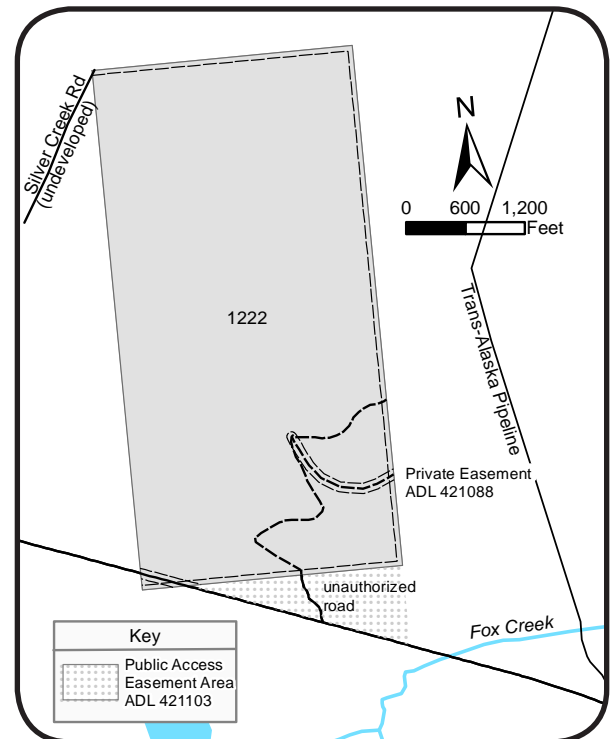 Silver Creek Rd
(undeveloped)
N
0 600 1,200
Feet
1222
Trans-Alaska Pipeline
Private Easement
ADL 421088
unauthorized
road
Fox Creek
Key
Public Access
Easement Area
ADL 421103